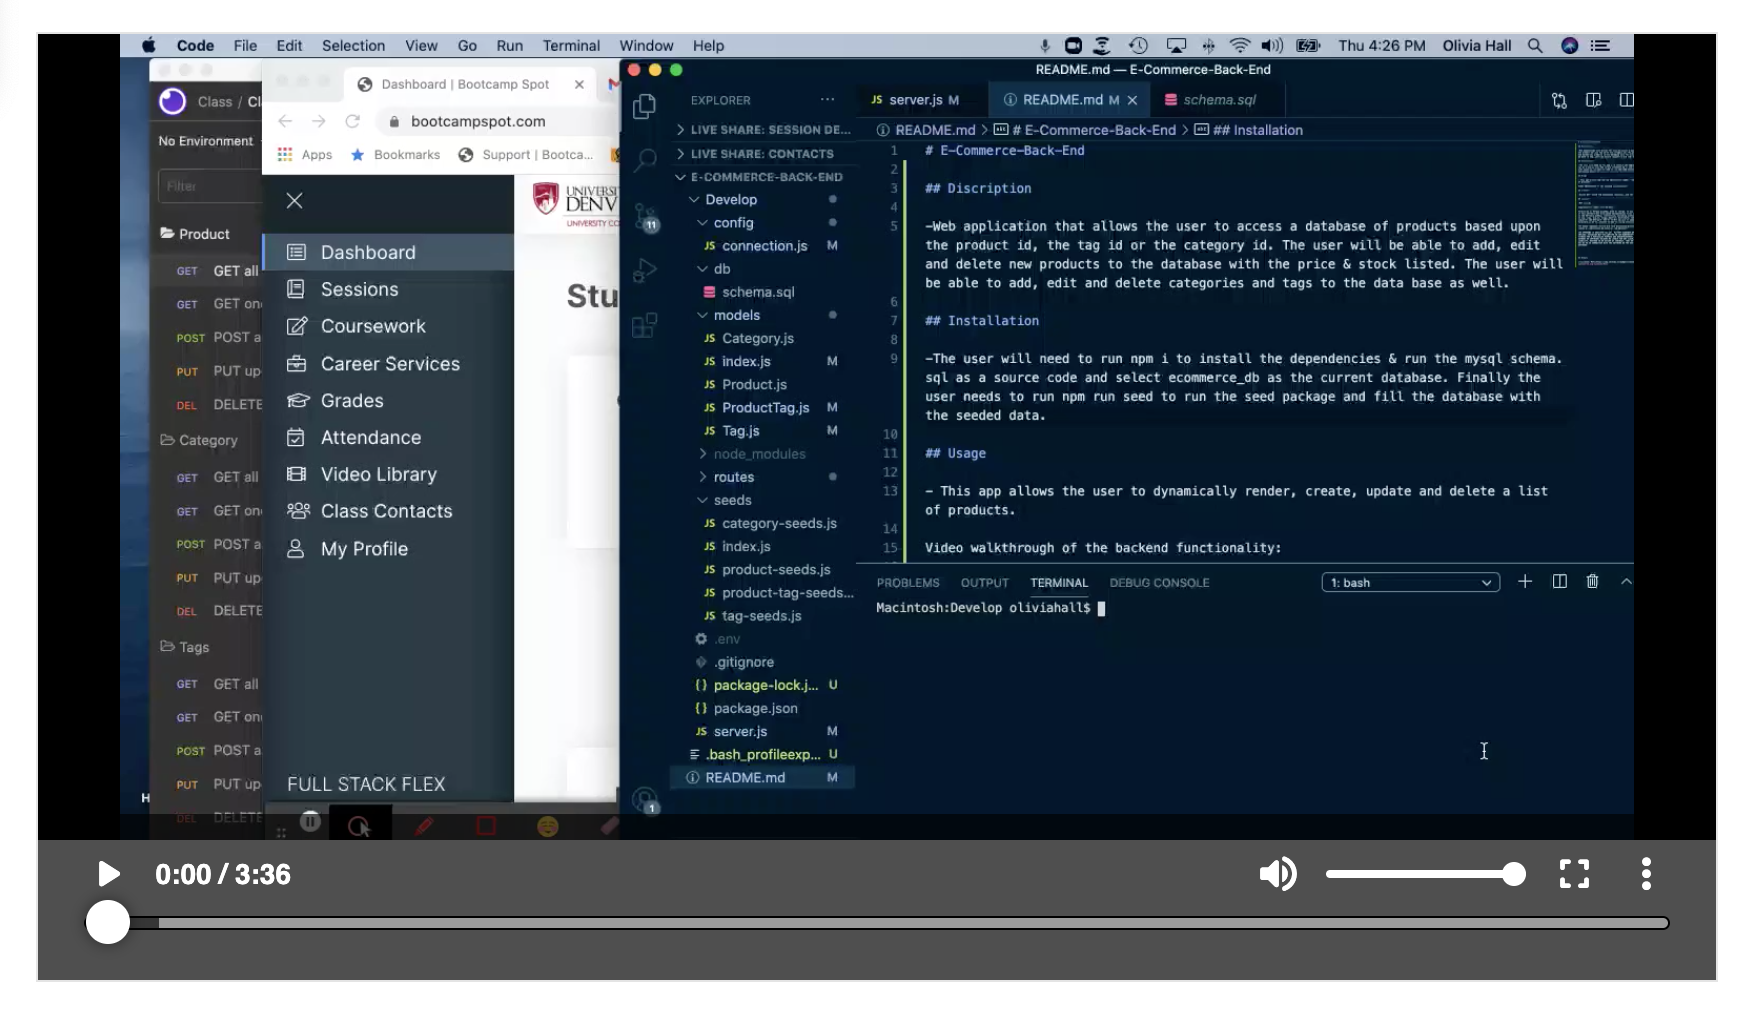 Code File Edit Selection View Go Run Terminal Window Help Thu 4:26 PM Olivia Hall
Class /
No Environment
Filter
Product
GET GET all
GET GET
POST POST
PUT PUT
DEL DELETE
Category
GET GET all
GET GET
POST POST
PUT PUT
DEL DELETE
Tags
GET GET all
GET GET
POST POST
PUT PUT
DEL DELETE
Dashboard | Bootcamp Spot
bootcampspot.com
Apps Bookmarks Support | Bootca...
Dashboard
Sessions
Coursework
Career Services
Grades
Attendance
Video Library
Class Contacts
My Profile
FULL STACK FLEX
UNIVERSI
DENV
UNIVERSITY CO
Stu
README.md — E-Commerce-Back-End
EXPLORER ...
LIVE SHARE: SESSION DE...
LIVE SHARE: CONTACTS
E-COMMERCE-BACK-END
Develop
config
JS connection.js M
db
schema.sql
models
JS Category.js
JS index.js M
JS Product.js
JS ProductTag.js M
JS Tag.js M
node_modules
routes
seeds
JS category-seeds.js
JS index.js
JS product-seeds.js
JS product-tag-seeds...
JS tag-seeds.js
.env
.gitignore
{} package-lock.j... U
{} package.json
JS server.js M
.bash_profileexp... U
README.md M
11
1
JS server.js M README.md M schema.sql
README.md > # E-Commerce-Back-End > ## Installation
1 # E-Commerce-Back-End
2
3 ## Discription
4
5 -Web application that allows the user to access a database of products based upon
the product id, the tag id or the category id. The user will be able to add, edit
and delete new products to the database with the price & stock listed. The user will
be able to add, edit and delete categories and tags to the data base as well.
6
7 ## Installation
8
9 -The user will need to run npm i to install the dependencies & run the mysql schema.
sql as a source code and select ecommerce_db as the current database. Finally the
user needs to run npm run seed to run the seed package and fill the database with
the seeded data.
10
11 ## Usage
12
13 - This app allows the user to dynamically render, create, update and delete a list
of products.
14
15 Video walkthrough of the backend functionality:
PROBLEMS OUTPUT TERMINAL DEBUG CONSOLE 1: bash
Macintosh:Develop oliviahall$
0:00 / 3:36